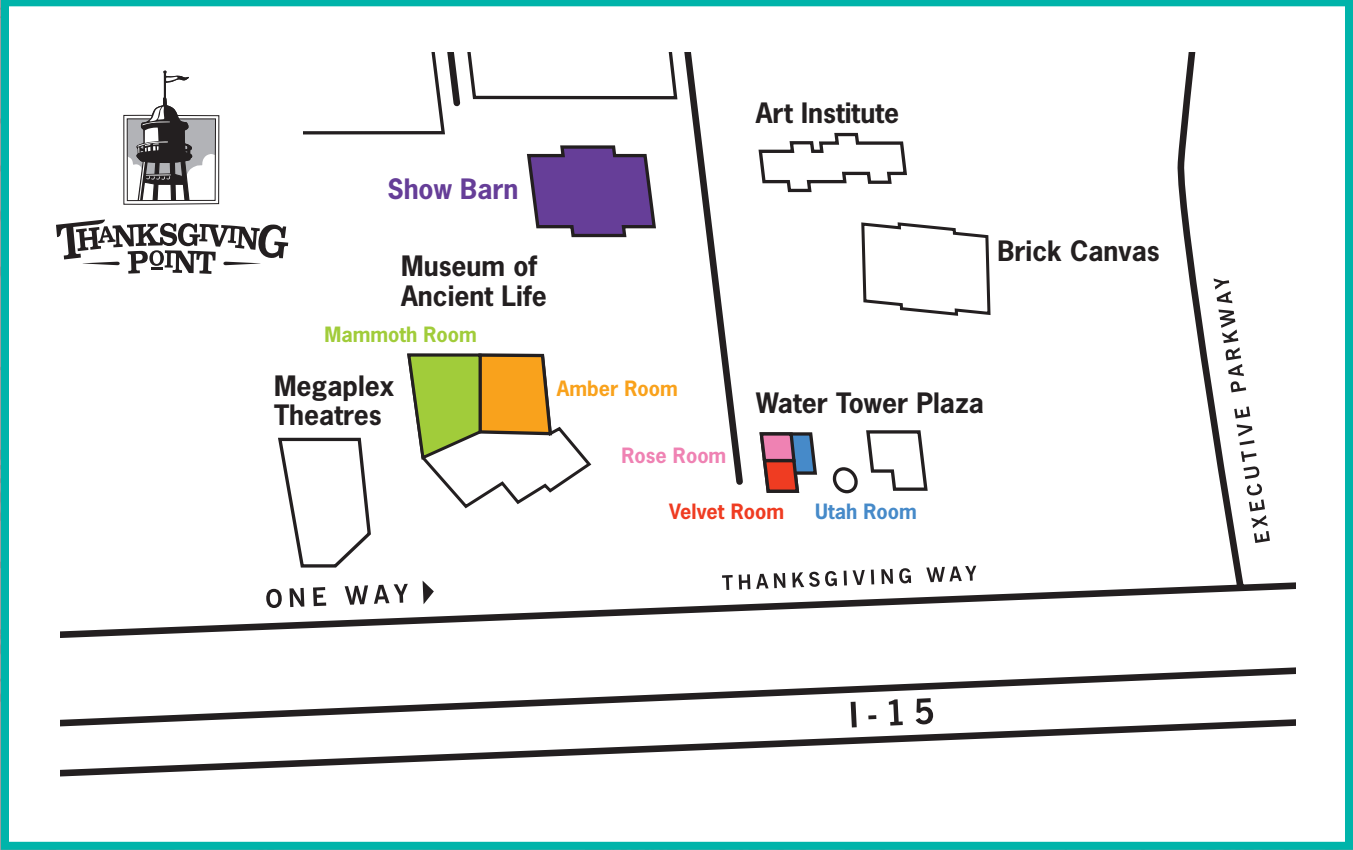 THANKSGIVING
POINT
Art Institute
Show Barn
Brick Canvas
Museum of
Ancient Life
Mammoth Room
Megaplex
Theatres
Amber Room
Water Tower Plaza
Rose Room
Velvet Room
Utah Room
EXECUTIVE PARKWAY
ONE WAY
THANKSGIVING WAY
I-15